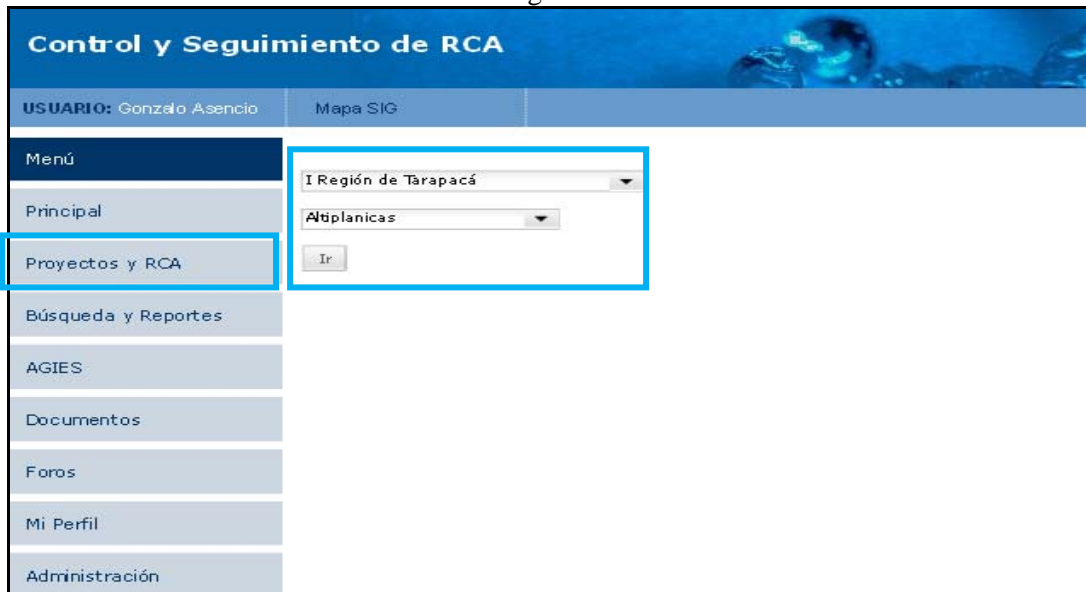 Control y Seguimiento de RCA
USUARIO: Gonzalo Asencio
Mapa SIG
Menú
Principal
Proyectos y RCA
Búsqueda y Reportes
AGIES
Documentos
Foros
Mi Perfil
Administración
I Región de Tarapacá
Altiplanicas
Ir